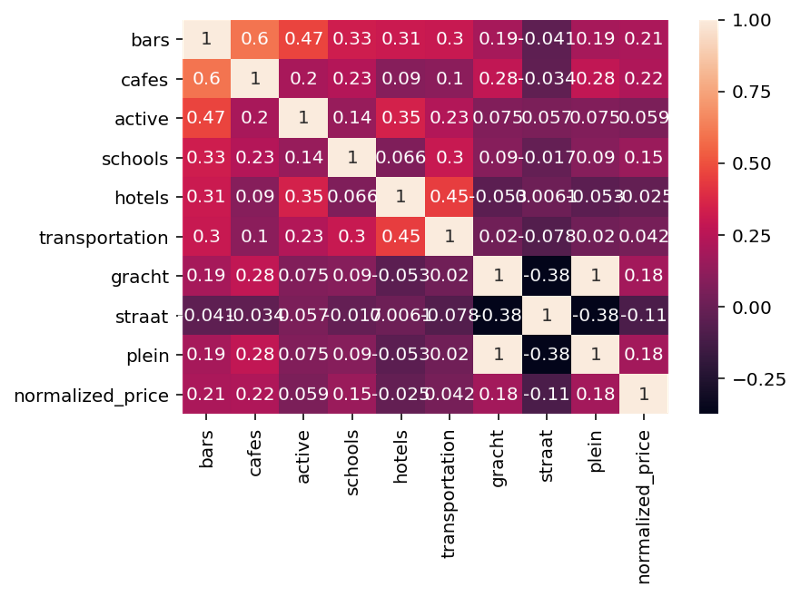 bars 1 0.6 0.47 0.33 0.31 0.3 0.19 -0.041 0.19 0.21 1.00
cafes 0.6 1 0.2 0.23 0.09 0.1 0.28 -0.034 0.28 0.22 0.75
active 0.47 0.2 1 0.14 0.35 0.23 0.075 0.057 0.075 0.059
schools 0.33 0.23 0.14 1 0.066 0.3 0.09 -0.017 0.09 0.15 0.50
hotels 0.31 0.09 0.35 0.066 1 0.45 -0.053 0.0061 -0.053 -0.025
transportation 0.3 0.1 0.23 0.3 0.45 1 0.02 -0.078 0.02 0.042 0.25
gracht 0.19 0.28 0.075 0.09 -0.053 0.02 1 -0.38 1 0.18
straat -0.041 -0.034 0.057 -0.017 0.0061 -0.078 -0.38 1 -0.38 -0.11 0.00
plein 0.19 0.28 0.075 0.09 -0.053 0.02 1 -0.38 1 0.18
normalized_price 0.21 0.22 0.059 0.15 -0.025 0.042 0.18 -0.11 0.18 1 −0.25
bars
cafes
active
schools
hotels
transportation
gracht
straat
plein
normalized_price